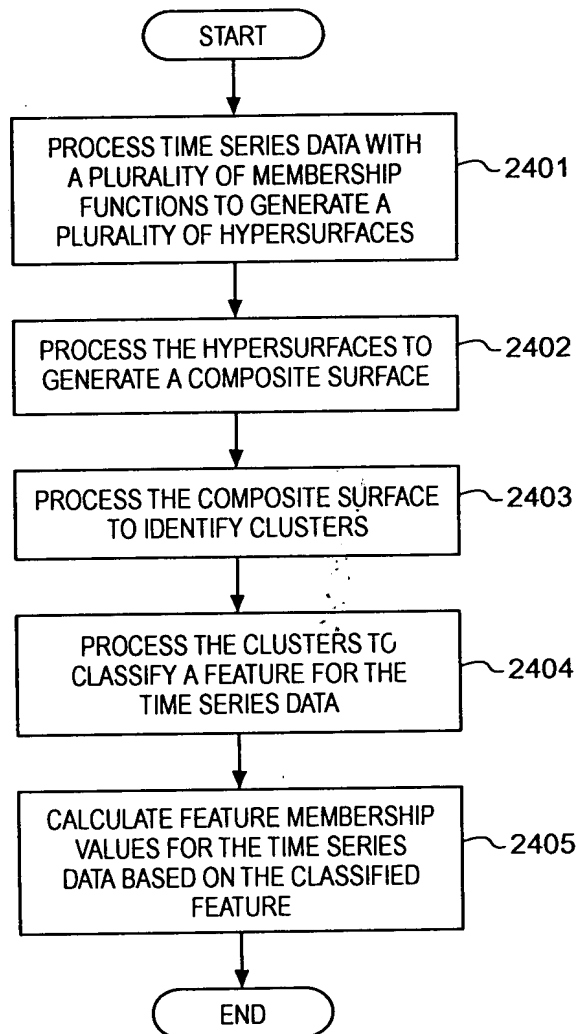 START
PROCESS TIME SERIES DATA WITH
A PLURALITY OF MEMBERSHIP
FUNCTIONS TO GENERATE A
PLURALITY OF HYPERSURFACES
2401
PROCESS THE HYPERSURFACES TO
GENERATE A COMPOSITE SURFACE
2402
PROCESS THE COMPOSITE SURFACE
TO IDENTIFY CLUSTERS
2403
PROCESS THE CLUSTERS TO
CLASSIFY A FEATURE FOR THE
TIME SERIES DATA
2404
CALCULATE FEATURE MEMBERSHIP
VALUES FOR THE TIME SERIES
DATA BASED ON THE CLASSIFIED
FEATURE
2405
END